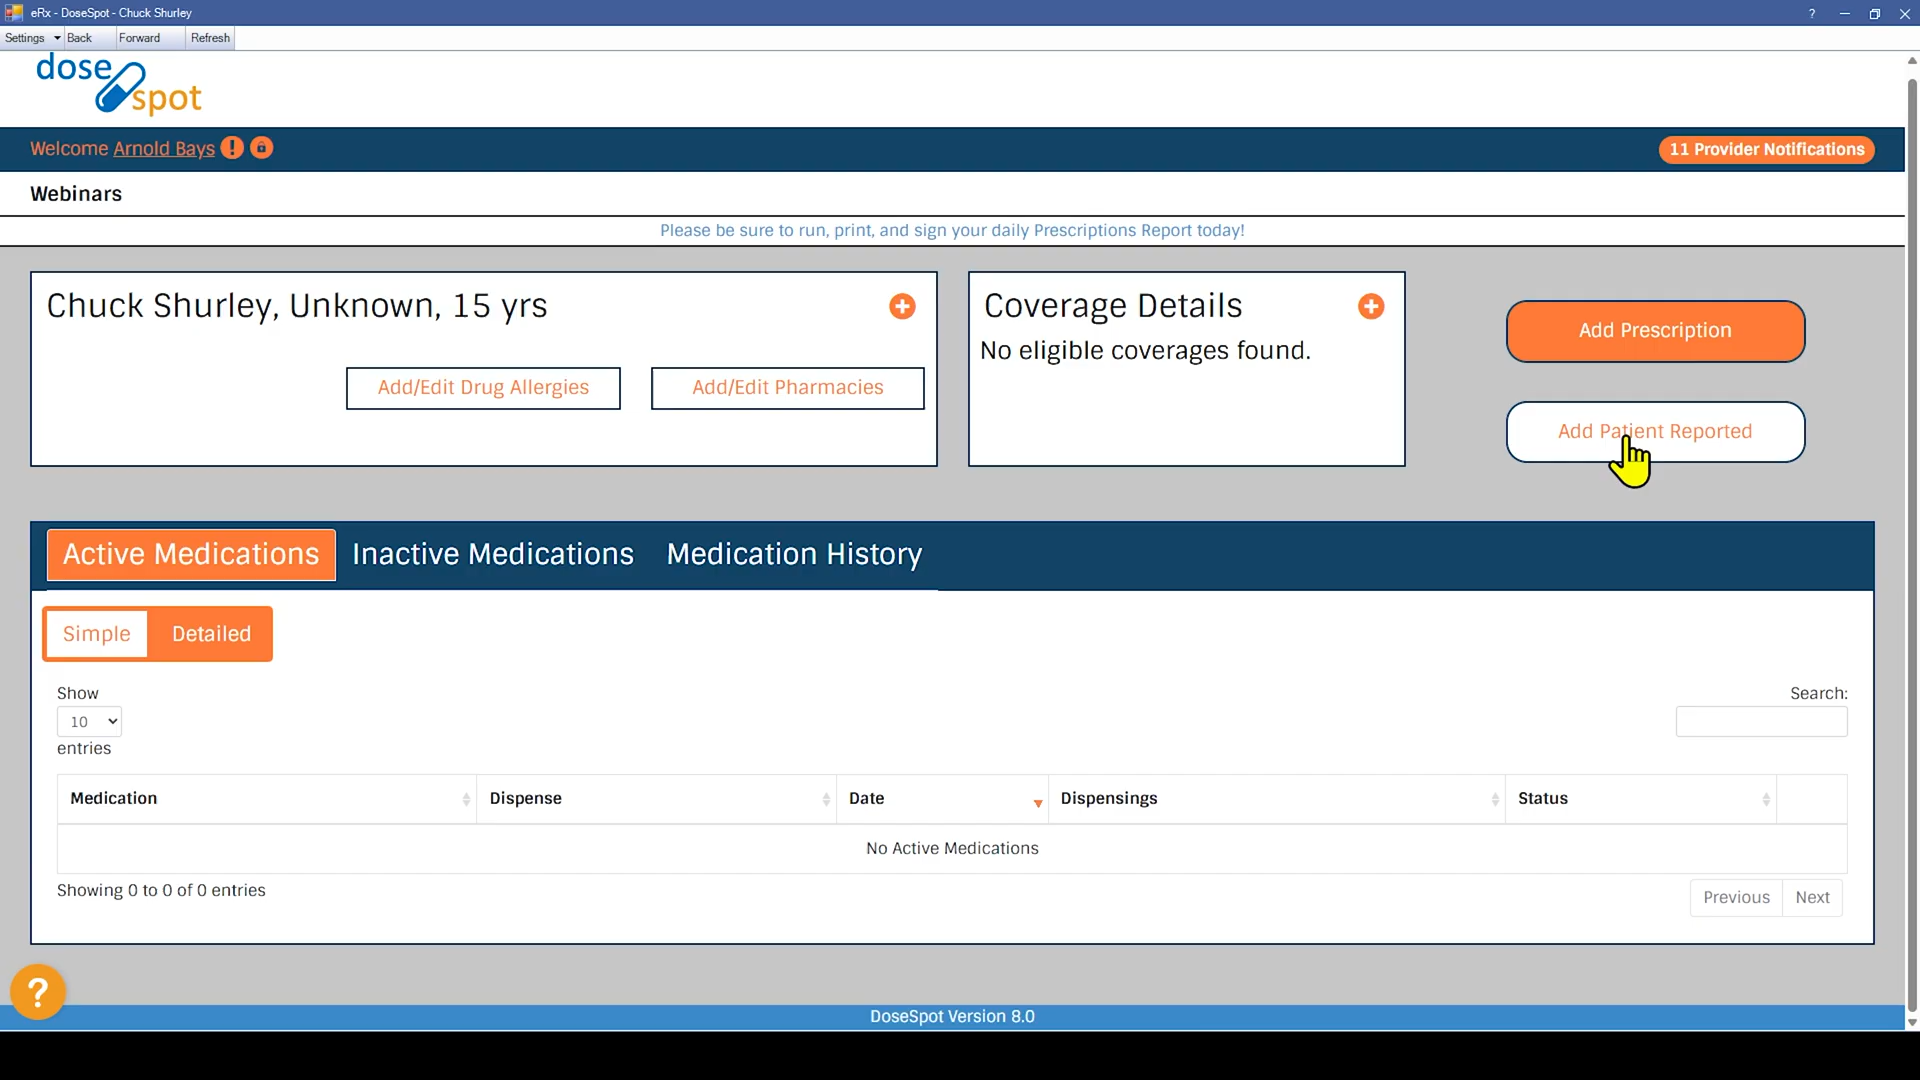 eRx - DoseSpot - Chuck Shurley
?
Settings Back Forward Refresh
dose
spot
Welcome Arnold Bays !
11 Provider Notifications
Webinars
Please be sure to run, print, and sign your daily Prescriptions Report today!
Chuck Shurley, Unknown, 15 yrs
Add/Edit Drug Allergies
Add/Edit Pharmacies
Coverage Details
No eligible coverages found.
Add Prescription
Add Patient Reported
Active Medications Inactive Medications Medication History
Simple Detailed
Show
10
entries
Search:
Medication Dispense Date Dispensings Status
No Active Medications
Showing 0 to 0 of 0 entries
Previous Next
?
DoseSpot Version 8.0